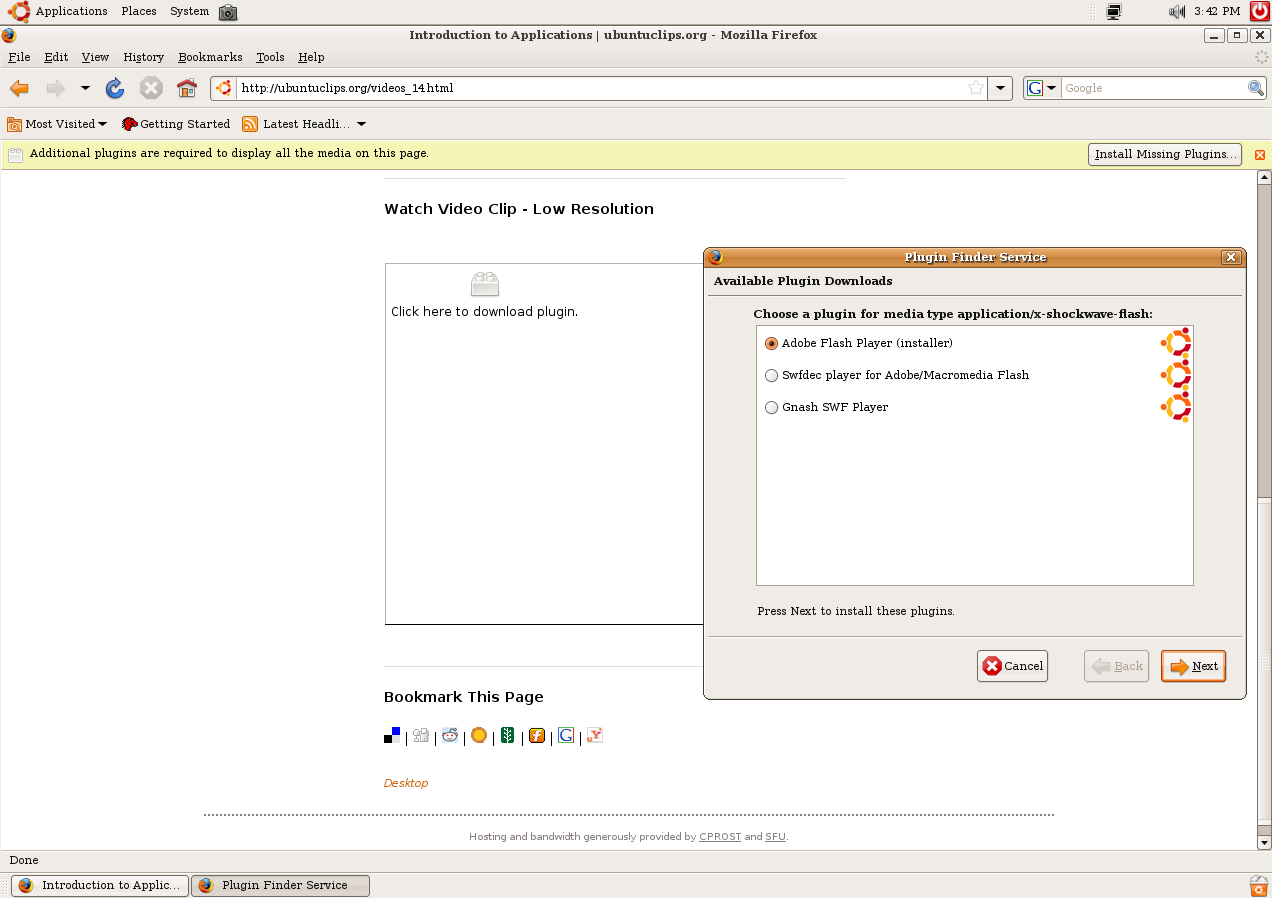 Applications Places System 3:42 PM
Introduction to Applications | ubuntuclips.org - Mozilla Firefox
File Edit View History Bookmarks Tools Help
http://ubuntuclips.org/videos_14.html G Google
Most Visited Getting Started Latest Headli...
Additional plugins are required to display all the media on this page. Install Missing Plugins...
Watch Video Clip - Low Resolution
Click here to download plugin.
Plugin Finder Service
Available Plugin Downloads
Choose a plugin for media type application/x-shockwave-flash:
Adobe Flash Player (installer)
Swfdec player for Adobe/Macromedia Flash
Gnash SWF Player
Press Next to install these plugins.
Cancel Back Next
Bookmark This Page
| | | | | f | G | Y
Desktop
Hosting and bandwidth generously provided by CPROST and SFU.
Done
Introduction to Applic... Plugin Finder Service